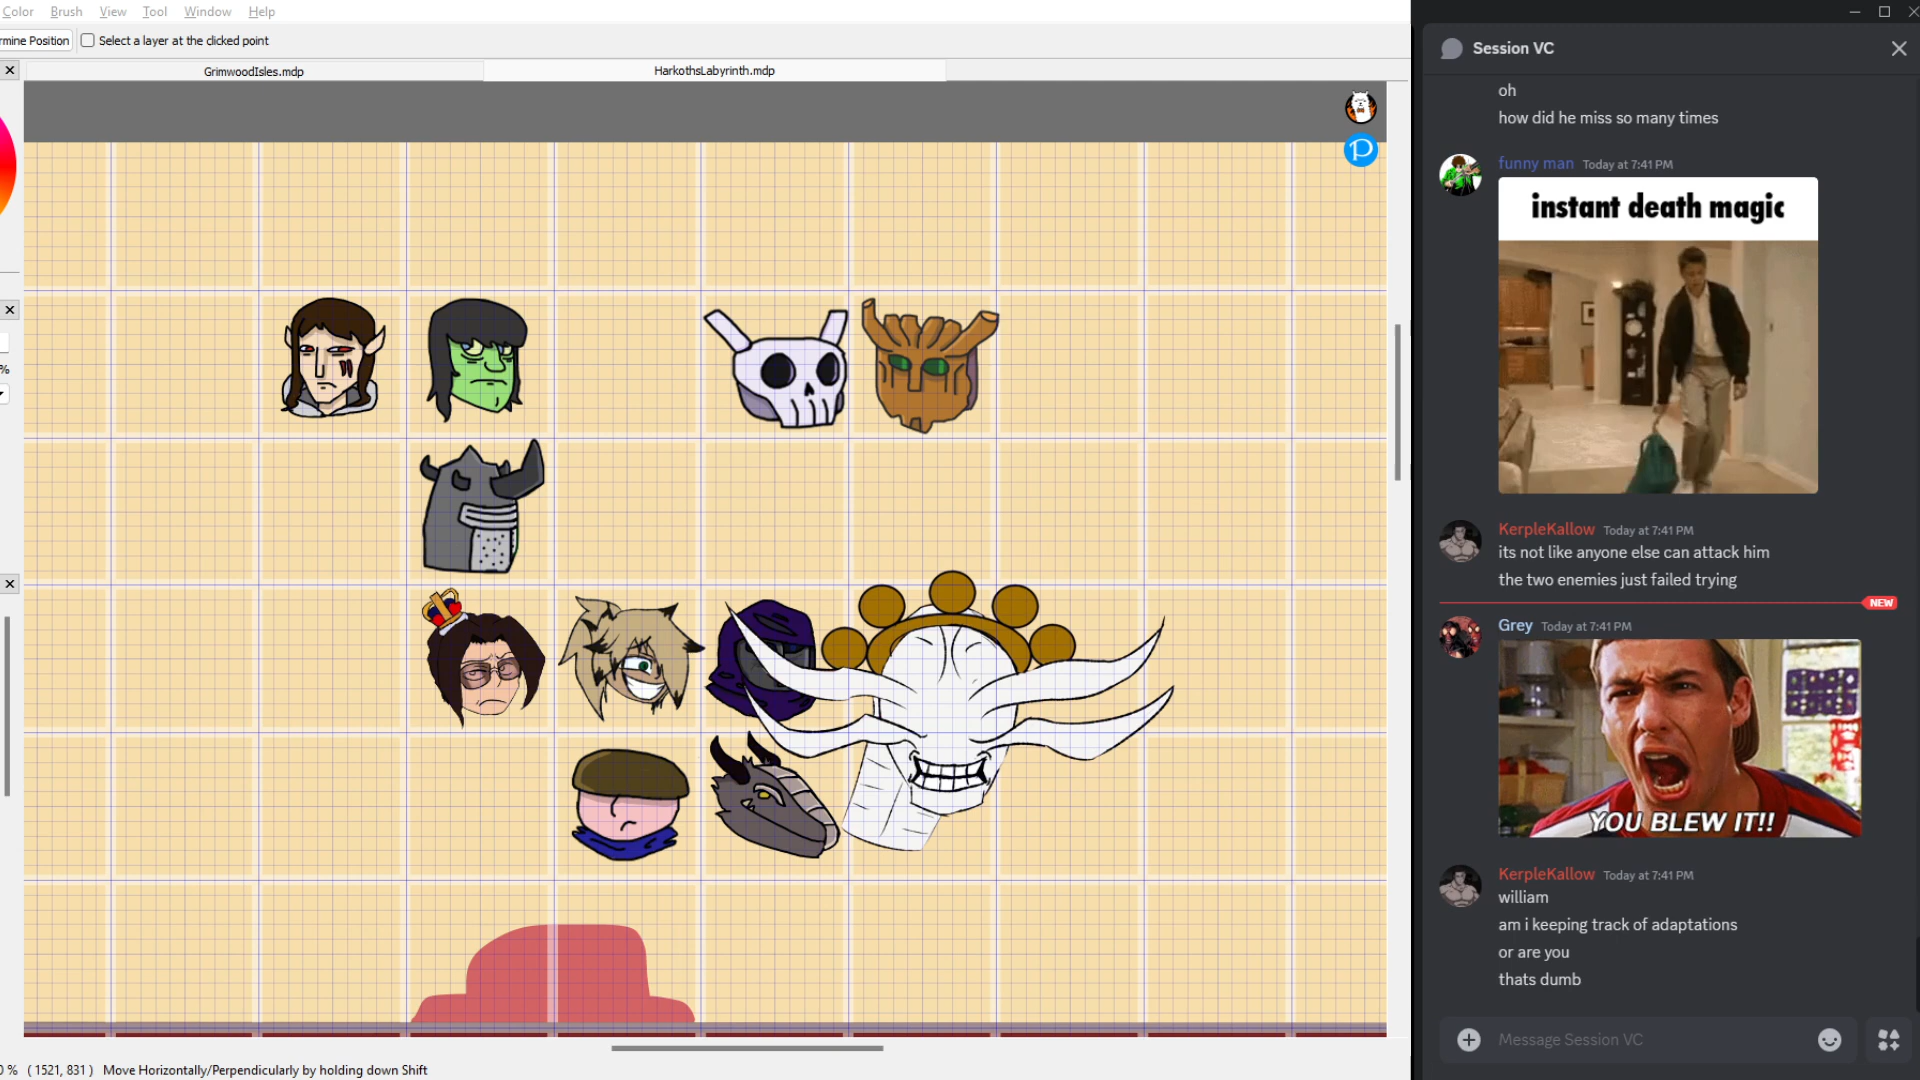 Color Brush View Tool Window Help
rmine Position Select a layer at the clicked point
GrimwoodIsles.mdp HarkothsLabyrinth.mdp
%
0 % ( 1521, 831 ) Move Horizontally/Perpendicularly by holding down Shift
Session VC
oh
how did he miss so many times
funny man Today at 7:41 PM
instant death magic
KerpleKallow Today at 7:41 PM
its not like anyone else can attack him
the two enemies just failed trying
NEW
Grey Today at 7:41 PM
YOU BLEW IT!!
KerpleKallow Today at 7:41 PM
william
am i keeping track of adaptations
or are you
thats dumb
Message Session VC